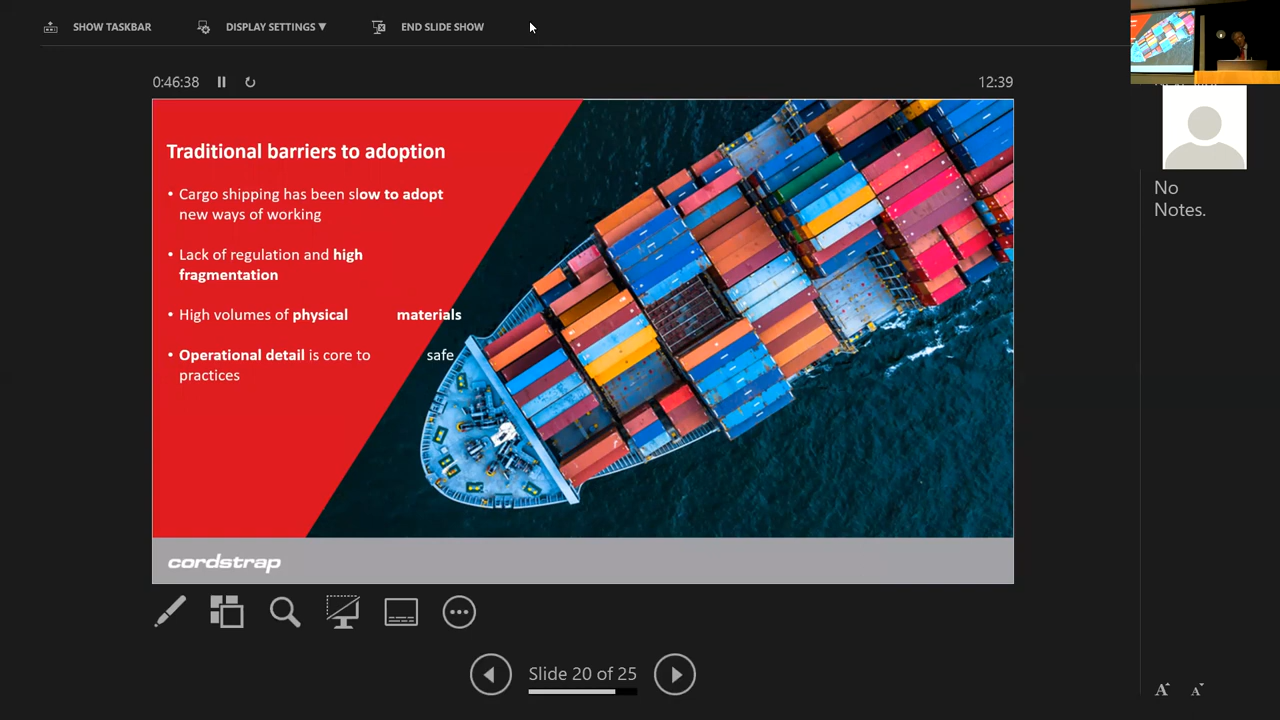 SHOW TASKBAR
DISPLAY SETTINGS ▼
END SLIDE SHOW
0:46:38
12:39
Traditional barriers to adoption
• Cargo shipping has been slow to adopt
new ways of working
• Lack of regulation and high
fragmentation
• High volumes of physical materials
• Operational detail is core to safe
practices
cordstrap
No
Notes.
Slide 20 of 25
A A